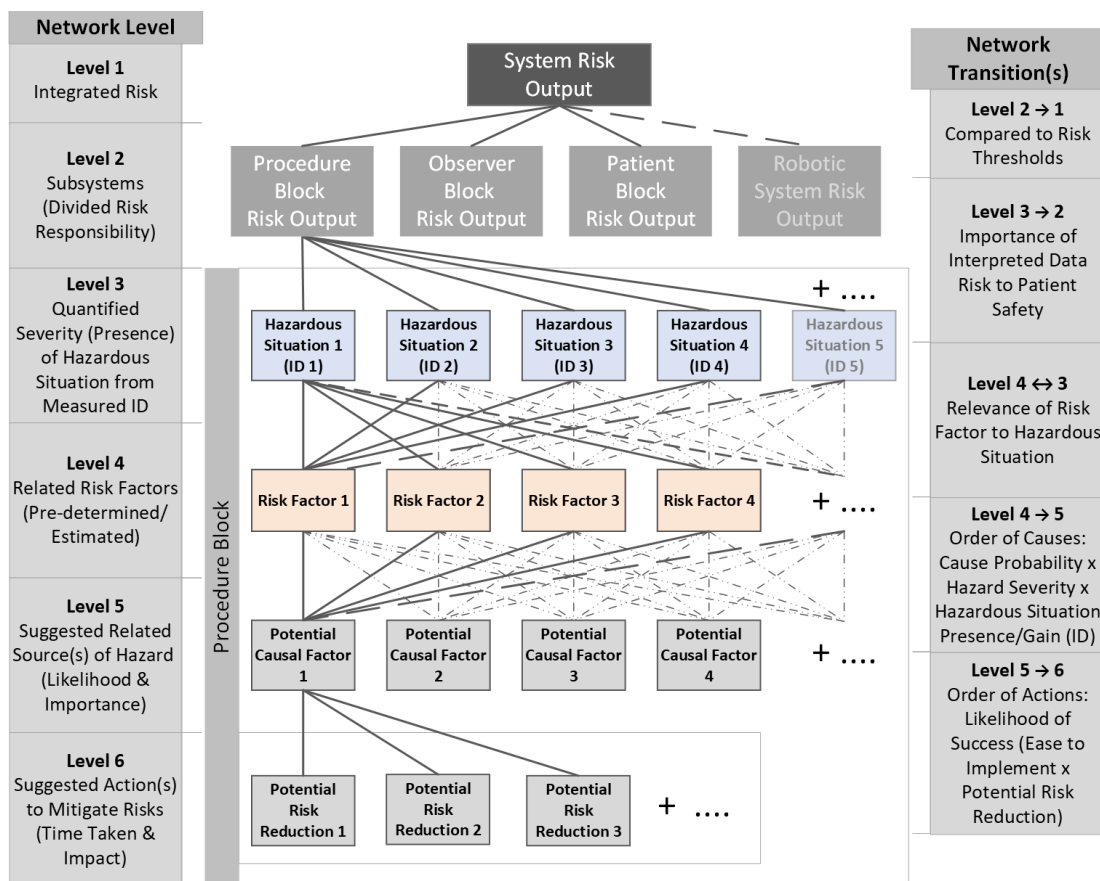 Network Level
Level 1
Integrated Risk
Level 2
Subsystems
(Divided Risk
Responsibility)
Level 3
Quantified
Severity (Presence)
of Hazardous
Situation from
Measured ID
Level 4
Related Risk Factors
(Pre-determined/
Estimated)
Level 5
Suggested Related
Source(s) of Hazard
(Likelihood &
Importance)
Level 6
Suggested Action(s)
to Mitigate Risks
(Time Taken &
Impact)
System Risk
Output
Procedure
Block
Risk Output
Observer
Block
Risk Output
Patient
Block
Risk Output
Robotic
System Risk
Output
Procedure Block
+ ....
Hazardous
Situation 1
(ID 1)
Hazardous
Situation 2
(ID 2)
Hazardous
Situation 3
(ID 3)
Hazardous
Situation 4
(ID 4)
Hazardous
Situation 5
(ID 5)
Risk Factor 1
Risk Factor 2
Risk Factor 3
Risk Factor 4
+ ....
Potential
Causal Factor
1
Potential
Causal Factor
2
Potential
Causal Factor
3
Potential
Causal Factor
4
+ ....
Potential
Risk
Reduction 1
Potential
Risk
Reduction 2
Potential
Risk
Reduction 3
+ ....
Network
Transition(s)
Level 2 → 1
Compared to Risk
Thresholds
Level 3 → 2
Importance of
Interpreted Data
Risk to Patient
Safety
Level 4 ↔ 3
Relevance of Risk
Factor to Hazardous
Situation
Level 4 → 5
Order of Causes:
Cause Probability x
Hazard Severity x
Hazardous Situation
Presence/Gain (ID)
Level 5 → 6
Order of Actions:
Likelihood of
Success (Ease to
Implement x
Potential Risk
Reduction)